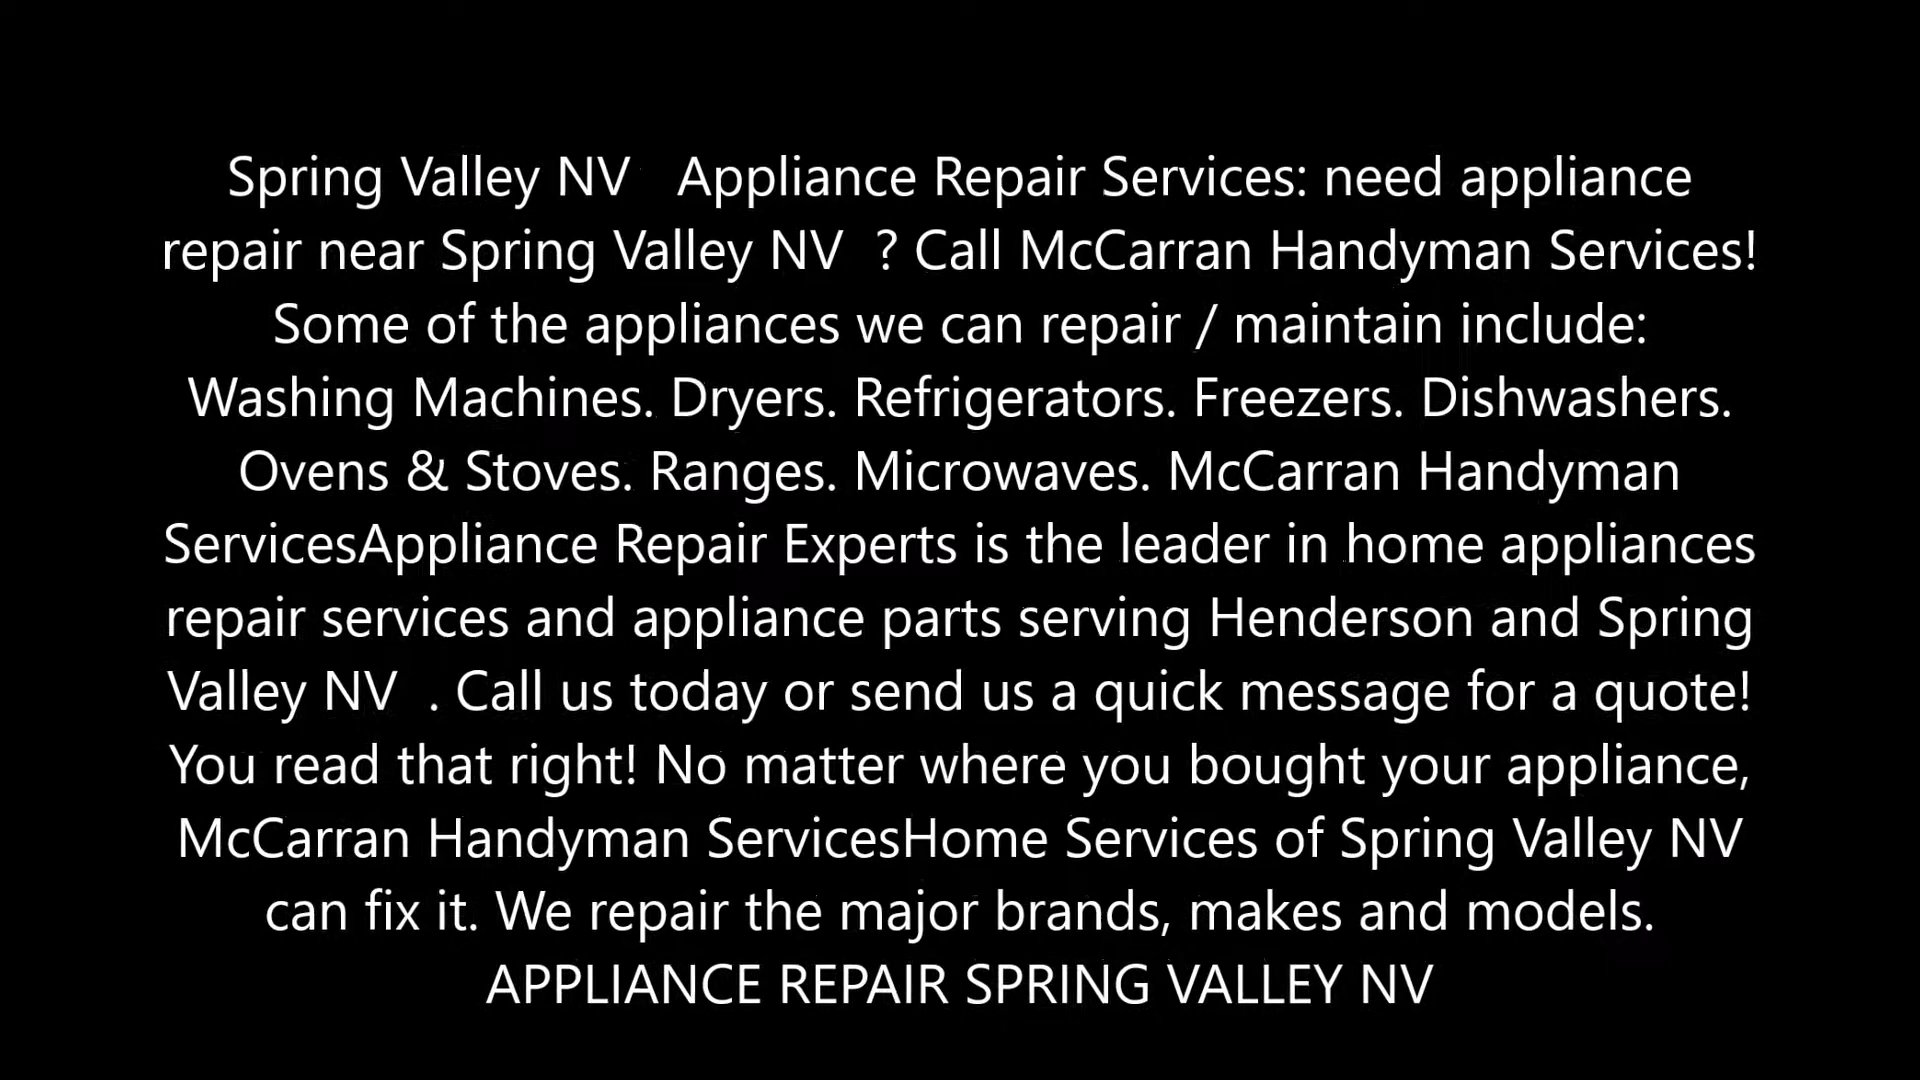 Spring Valley NV   Appliance Repair Services: need appliance
repair near Spring Valley NV  ? Call McCarran Handyman Services!
Some of the appliances we can repair / maintain include:
Washing Machines. Dryers. Refrigerators. Freezers. Dishwashers.
Ovens & Stoves. Ranges. Microwaves. McCarran Handyman
ServicesAppliance Repair Experts is the leader in home appliances
repair services and appliance parts serving Henderson and Spring
Valley NV  . Call us today or send us a quick message for a quote!
You read that right! No matter where you bought your appliance,
McCarran Handyman ServicesHome Services of Spring Valley NV
can fix it. We repair the major brands, makes and models.
APPLIANCE REPAIR SPRING VALLEY NV